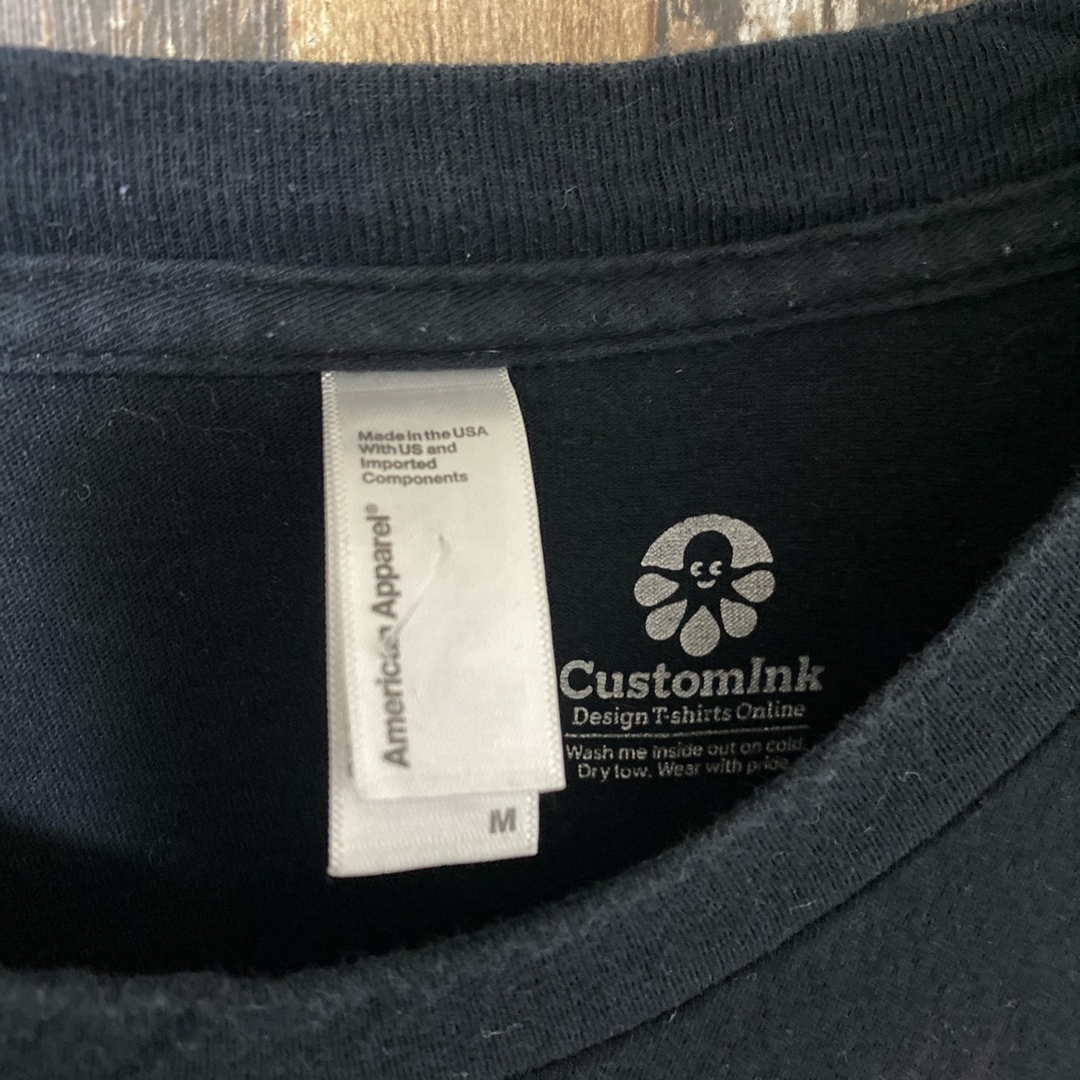 Made in the USA
With US and
Imported
Components
American Apparel®
M
CustomInk
Design T-shirts Online
Wash me inside out on cold.
Dry low. Wear with pride.